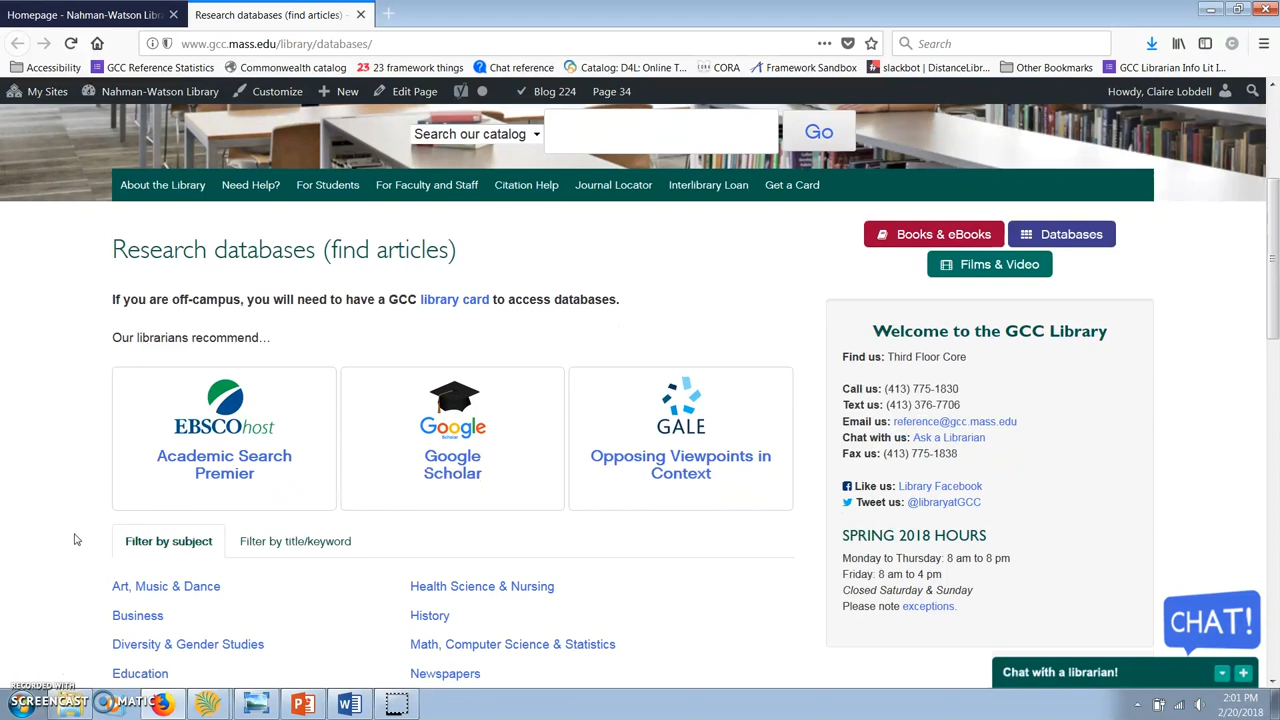 Homepage - Nahman-Watson Libr
Research databases (find articles) -
www.gcc.mass.edu/library/databases/
Search
Accessibility
GCC Reference Statistics
Commonwealth catalog
23 framework things
Chat reference
Catalog: D4L: Online T...
CORA
Framework Sandbox
slackbot | DistanceLibr...
Other Bookmarks
GCC Librarian Info Lit I...
My Sites
Nahman-Watson Library
Customize
New
Edit Page
Blog 224
Page 34
Howdy, Claire Lobdell
Search our catalog
Go
About the Library
Need Help?
For Students
For Faculty and Staff
Citation Help
Journal Locator
Interlibrary Loan
Get a Card
Research databases (find articles)
If you are off-campus, you will need to have a GCC library card to access databases.
Our librarians recommend...
EBSCOhost
Academic Search
Premier
Google
Scholar
Google
Scholar
GALE
Opposing Viewpoints in
Context
Filter by subject
Filter by title/keyword
Art, Music & Dance
Business
Diversity & Gender Studies
Education
Health Science & Nursing
History
Math, Computer Science & Statistics
Newspapers
Books & eBooks
Databases
Films & Video
Welcome to the GCC Library
Find us: Third Floor Core
Call us: (413) 775-1830
Text us: (413) 376-7706
Email us: reference@gcc.mass.edu
Chat with us: Ask a Librarian
Fax us: (413) 775-1838
Like us: Library Facebook
Tweet us: @libraryatGCC
SPRING 2018 HOURS
Monday to Thursday: 8 am to 8 pm
Friday: 8 am to 4 pm
Closed Saturday & Sunday
Please note exceptions.
CHAT!
Chat with a librarian!
RECORDED WITH
SCREENCAST MATIC
2:01 PM
2/20/2018